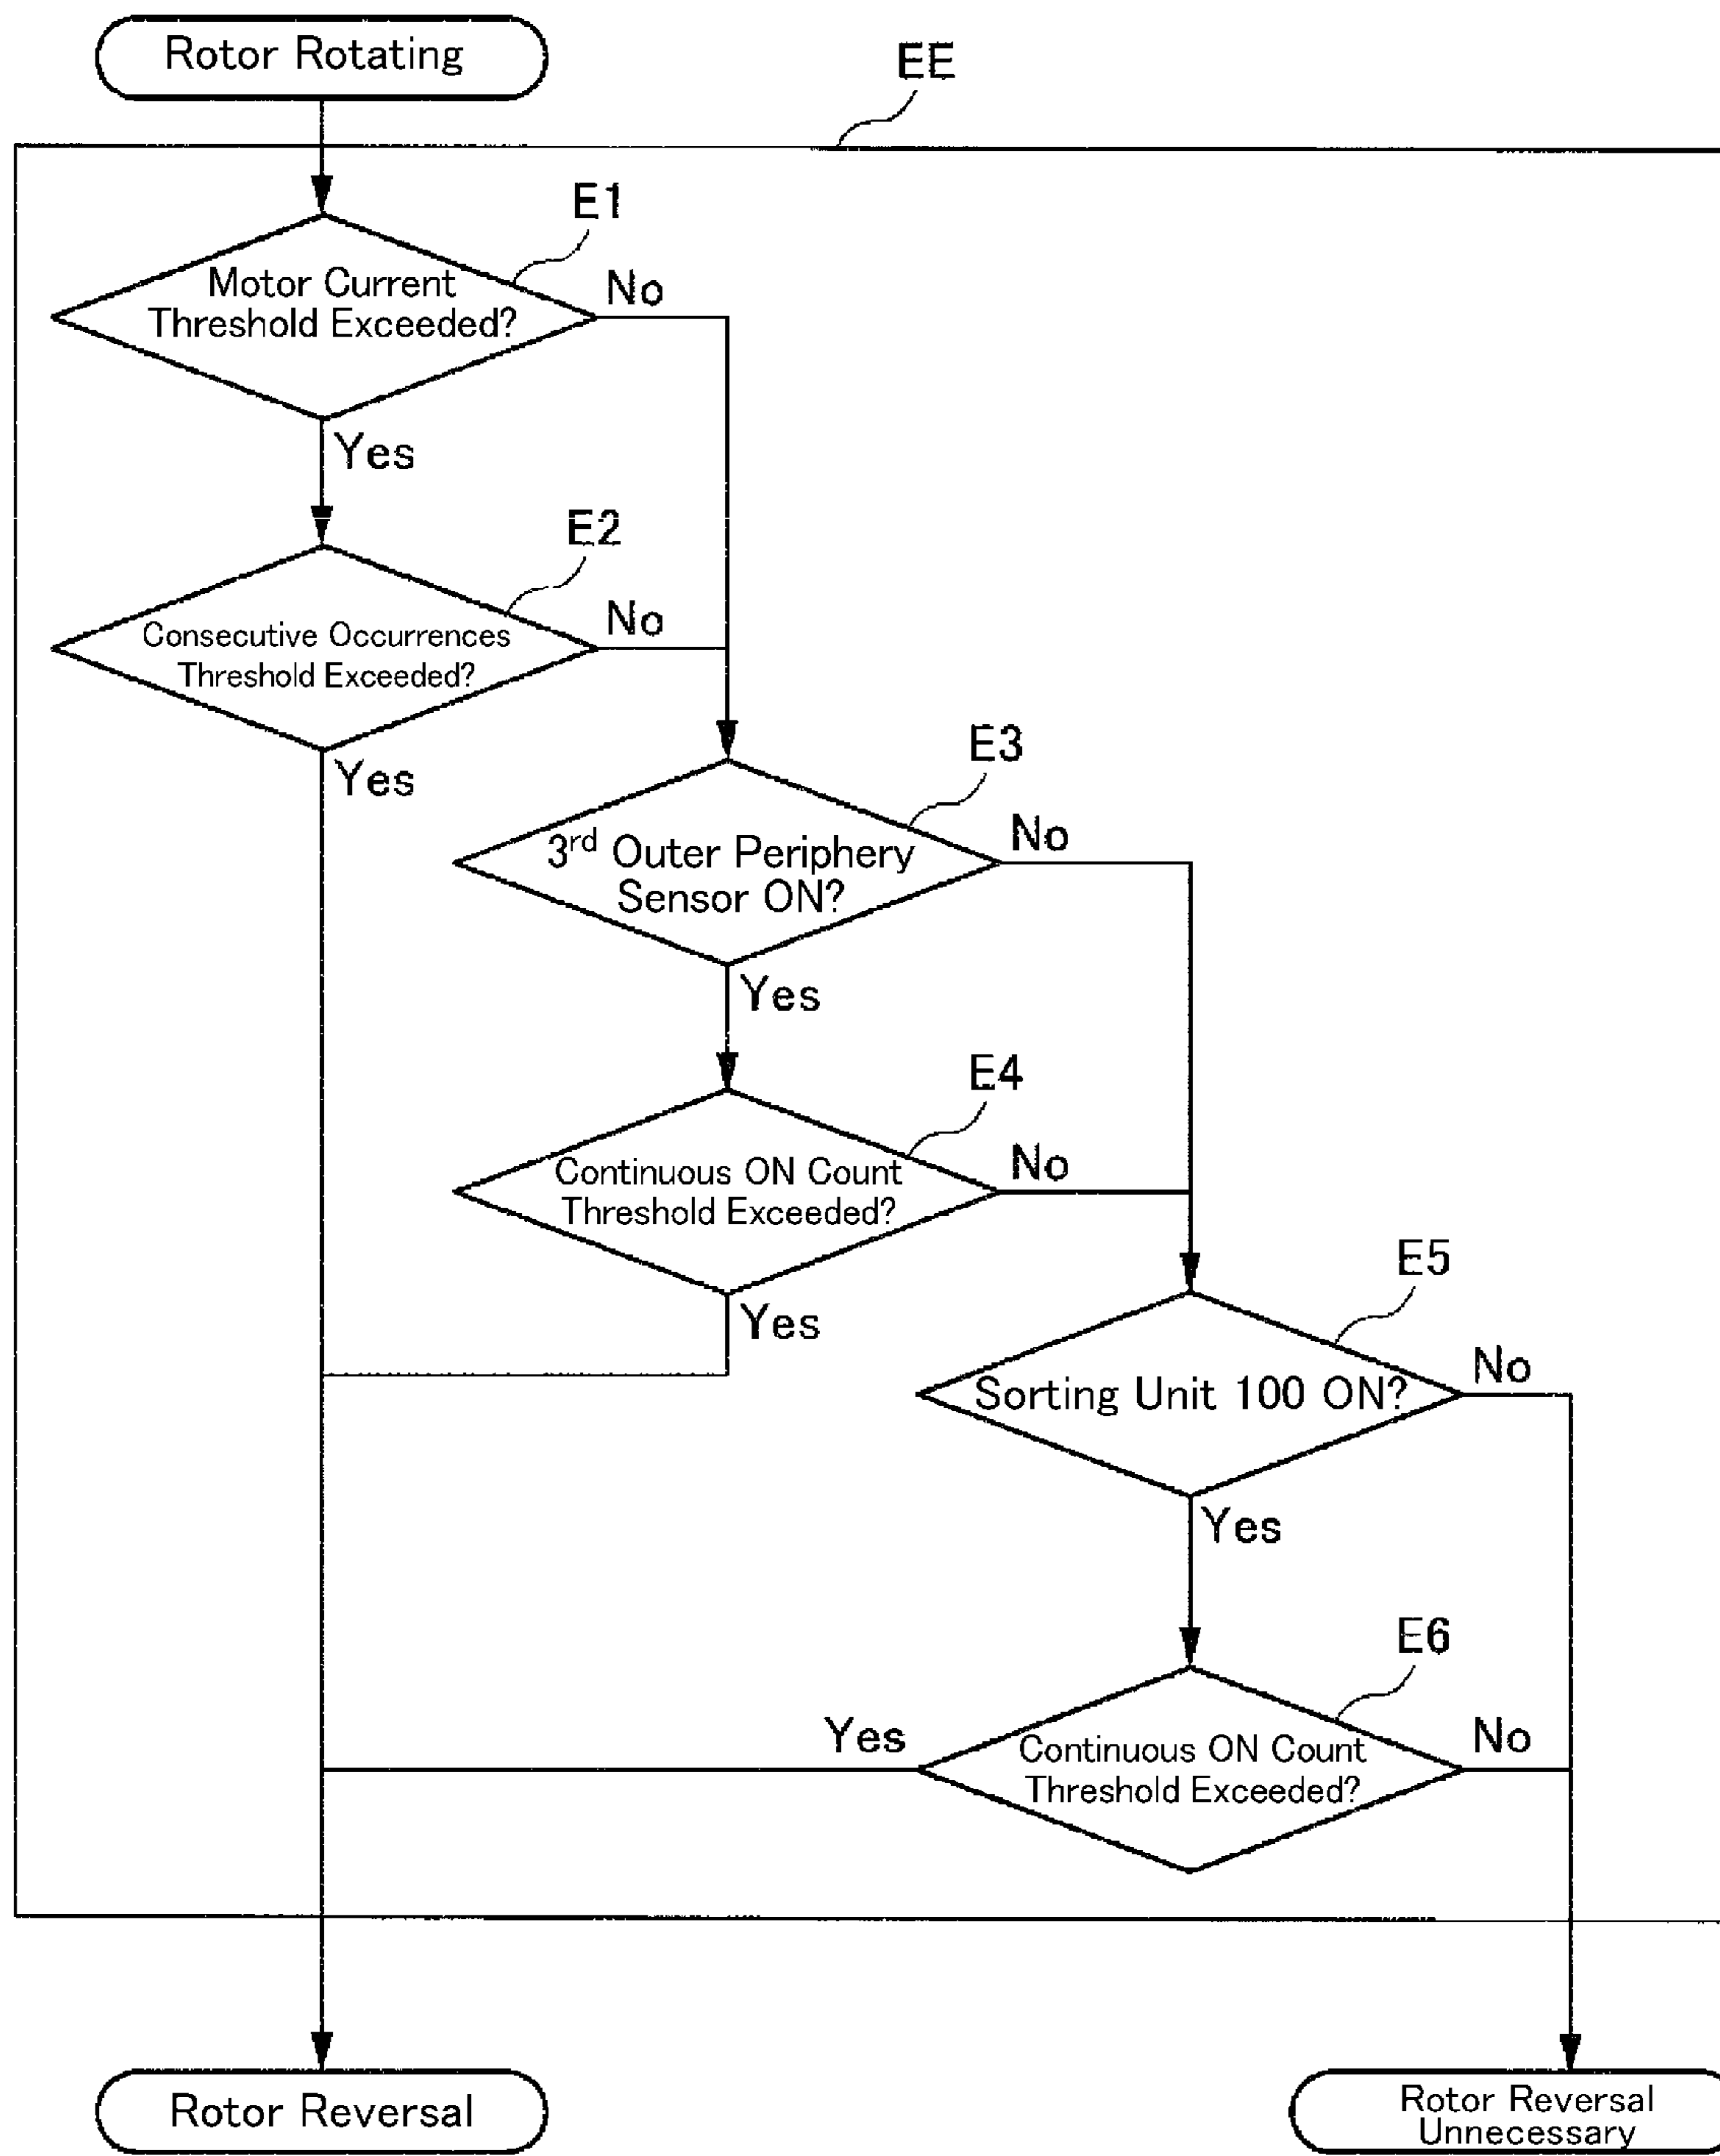 Rotor Rotating
EE
E1
Motor Current
Threshold Exceeded?
No
Yes
E2
Consecutive Occurrences
Threshold Exceeded?
No
Yes
E3
3rd Outer Periphery
Sensor ON?
No
Yes
E4
Continuous ON Count
Threshold Exceeded?
No
Yes
E5
Sorting Unit 100 ON?
No
Yes
E6
Continuous ON Count
Threshold Exceeded?
Yes
No
Rotor Reversal
Rotor Reversal
Unnecessary